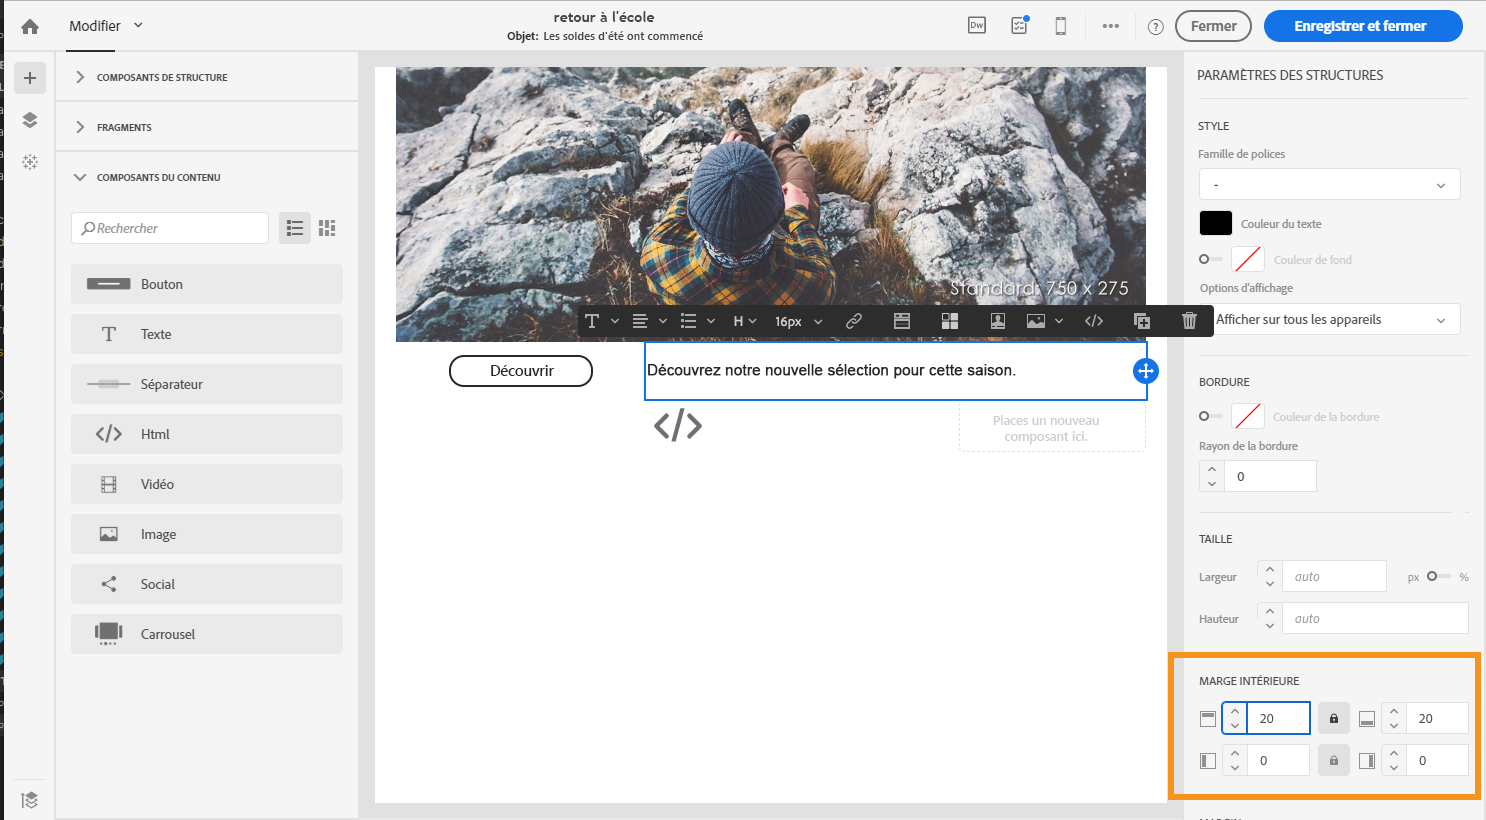 Modifier
retour à l'école
Objet: Les soldes d'été ont commencé
Dw
Fermer
Enregistrer et fermer
COMPOSANTS DE STRUCTURE
FRAGMENTS
COMPOSANTS DU CONTENU
Rechercher
Bouton
Texte
Séparateur
Html
Vidéo
Image
Social
Carrousel
Standard: 750 x 275
H
16px
Découvrir
Découvrez notre nouvelle sélection pour cette saison.
Places un nouveau
composant ici.
PARAMÈTRES DES STRUCTURES
STYLE
Famille de polices
-
Couleur du texte
Couleur de fond
Options d'affichage
Afficher sur tous les appareils
BORDURE
Couleur de la bordure
Rayon de la bordure
0
TAILLE
Largeur auto px %
Hauteur auto
MARGE INTÉRIEURE
20 20
0 0